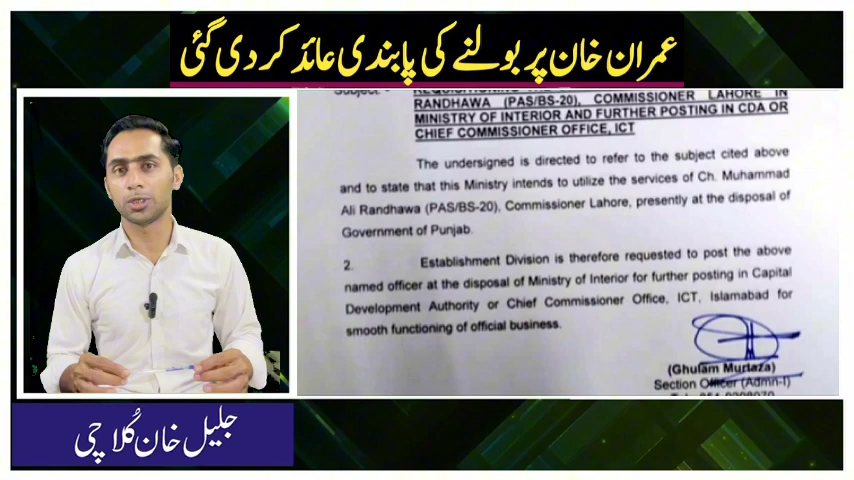 عمران خان پر بولنے کی پابندی عائد کر دی گئی
Subject: -
RANDHAWA (PAS/BS-20), COMMISSIONER LAHORE IN
MINISTRY OF INTERIOR AND FURTHER POSTING IN CDA OR
CHIEF COMMISSIONER OFFICE, ICT
The undersigned is directed to refer to the subject cited above
and to state that this Ministry intends to utilize the services of Ch. Muhammad
Ali Randhawa (PAS/BS-20), Commissioner Lahore, presently at the disposal of
Government of Punjab.
2. Establishment Division is therefore requested to post the above
named officer at the disposal of Ministry of Interior for further posting in Capital
Development Authority or Chief Commissioner Office, ICT, Islamabad for
smooth functioning of official business.
(Ghulam Murtaza)
Section Officer (Admn-I)
جلیل خان کُلاچی